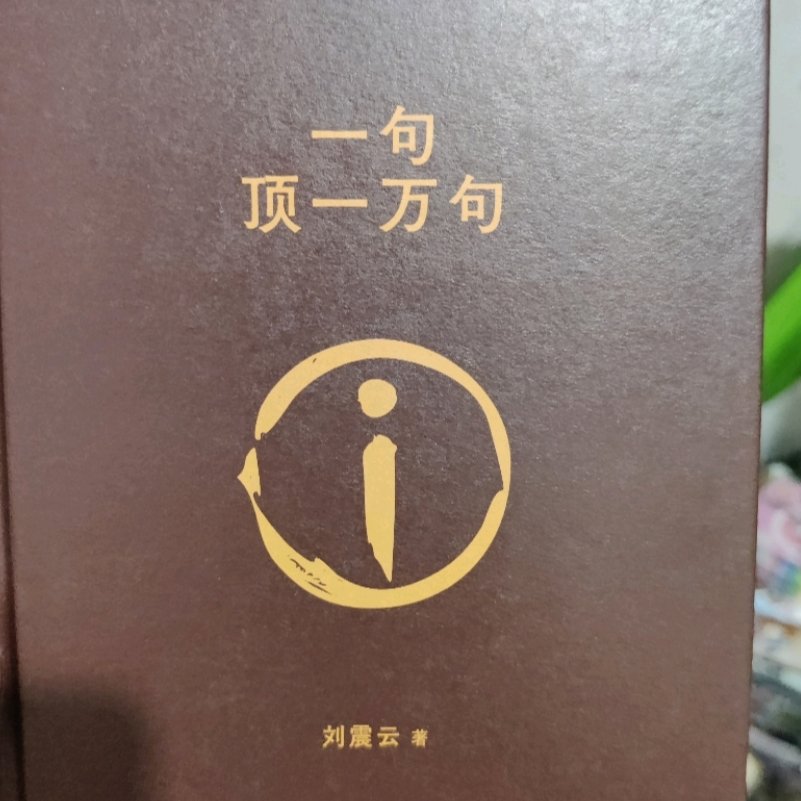 一句
顶一万句
刘震云 著